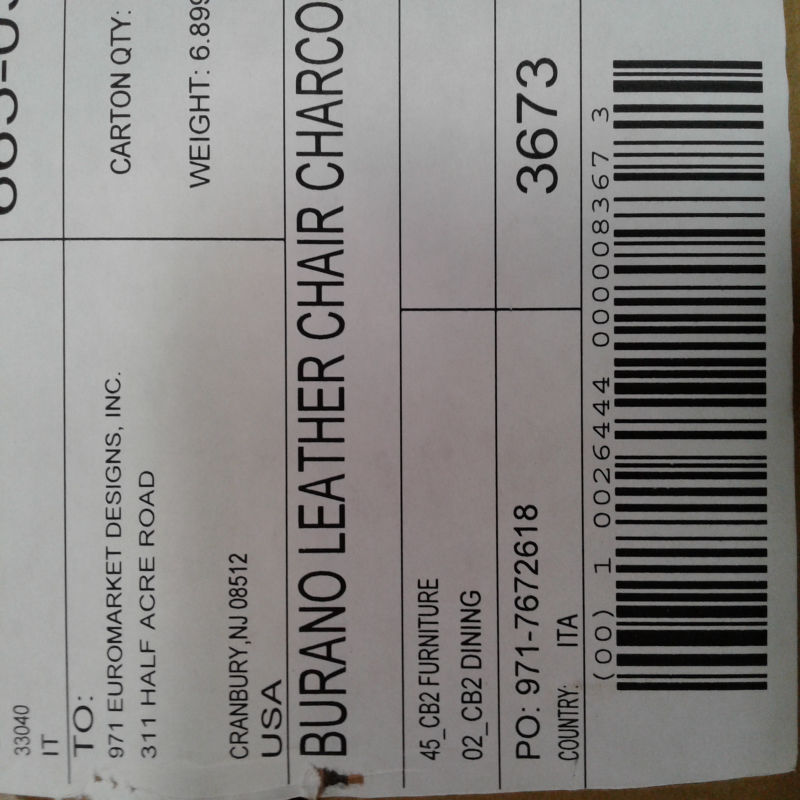 33040
IT
TO:
971 EUROMARKET DESIGNS, INC.
311 HALF ACRE ROAD
CRANBURY,NJ 08512
USA
CARTON QTY:
WEIGHT: 6.899
BURANO LEATHER CHAIR CHARCO
45_CB2 FURNITURE
02_CB2 DINING
PO: 971-7672618
COUNTRY: ITA
3673
(00) 1 0026444 000008367 3